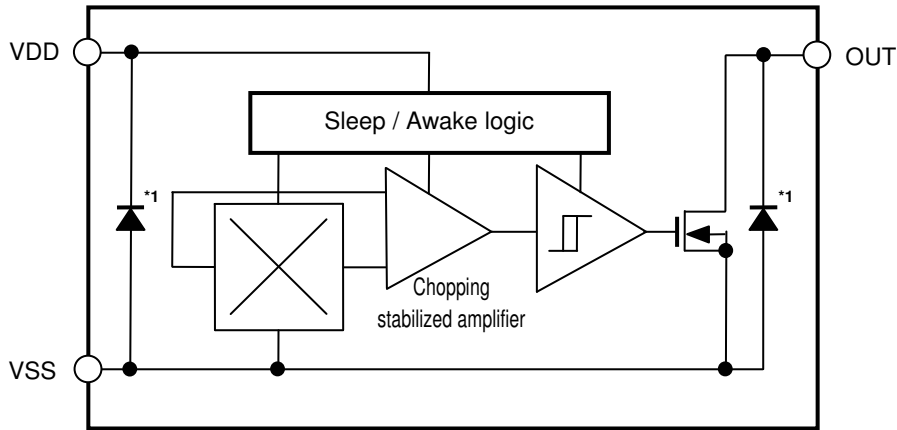 VDD
OUT
Sleep / Awake logic
*1
*1
Chopping
stabilized amplifier
VSS